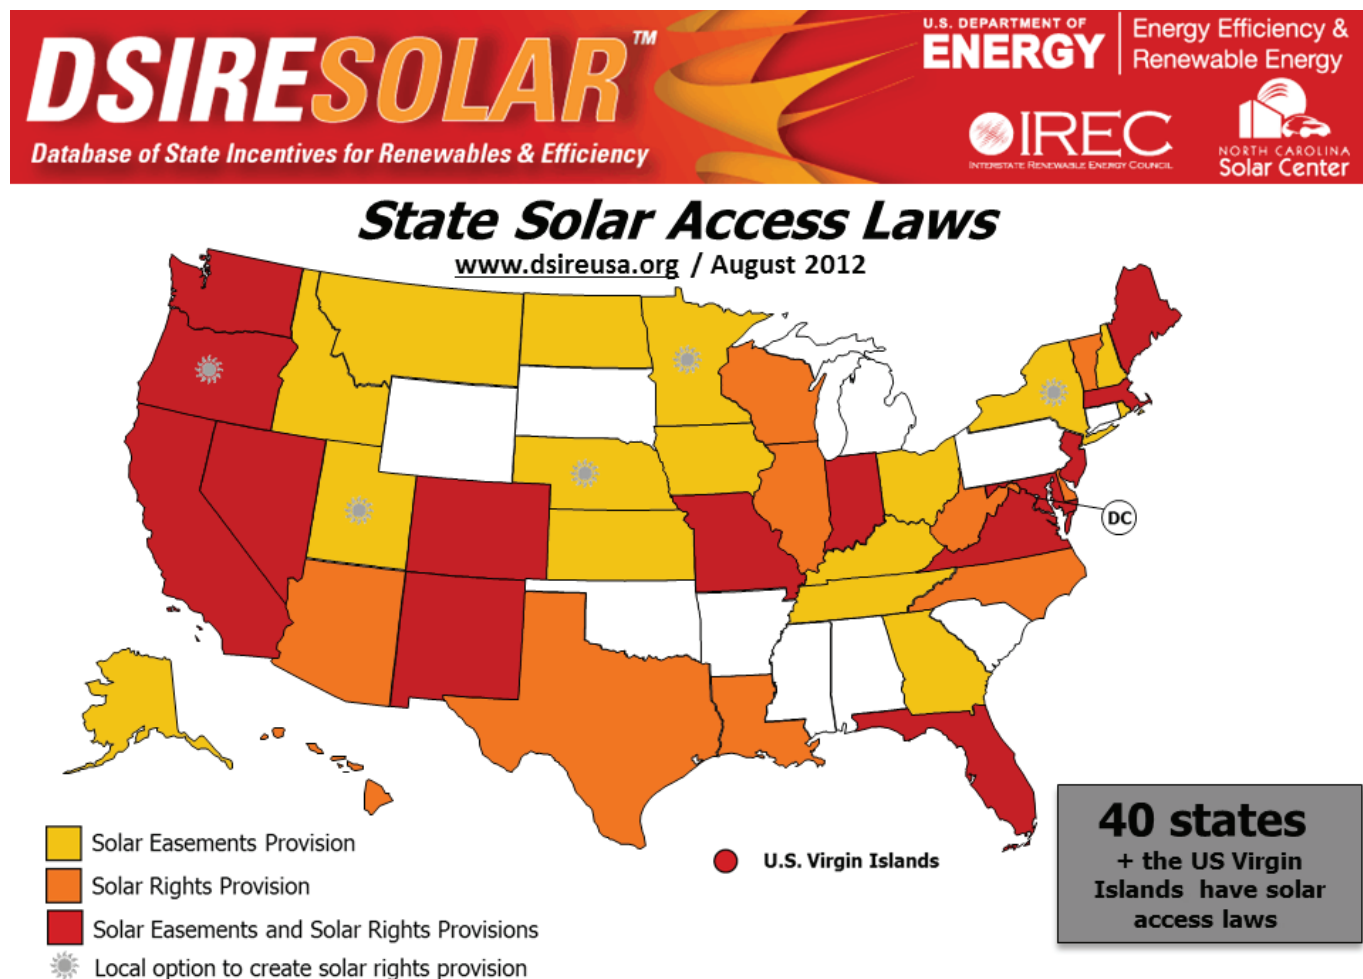 DSIRESOLAR™
Database of State Incentives for Renewables & Efficiency
U.S. DEPARTMENT OF
ENERGY
Energy Efficiency &
Renewable Energy
IREC
INTERSTATE RENEWABLE ENERGY COUNCIL
NORTH CAROLINA
Solar Center
State Solar Access Laws
www.dsireusa.org / August 2012
DC
Solar Easements Provision
Solar Rights Provision
Solar Easements and Solar Rights Provisions
Local option to create solar rights provision
U.S. Virgin Islands
40 states
+ the US Virgin
Islands have solar
access laws